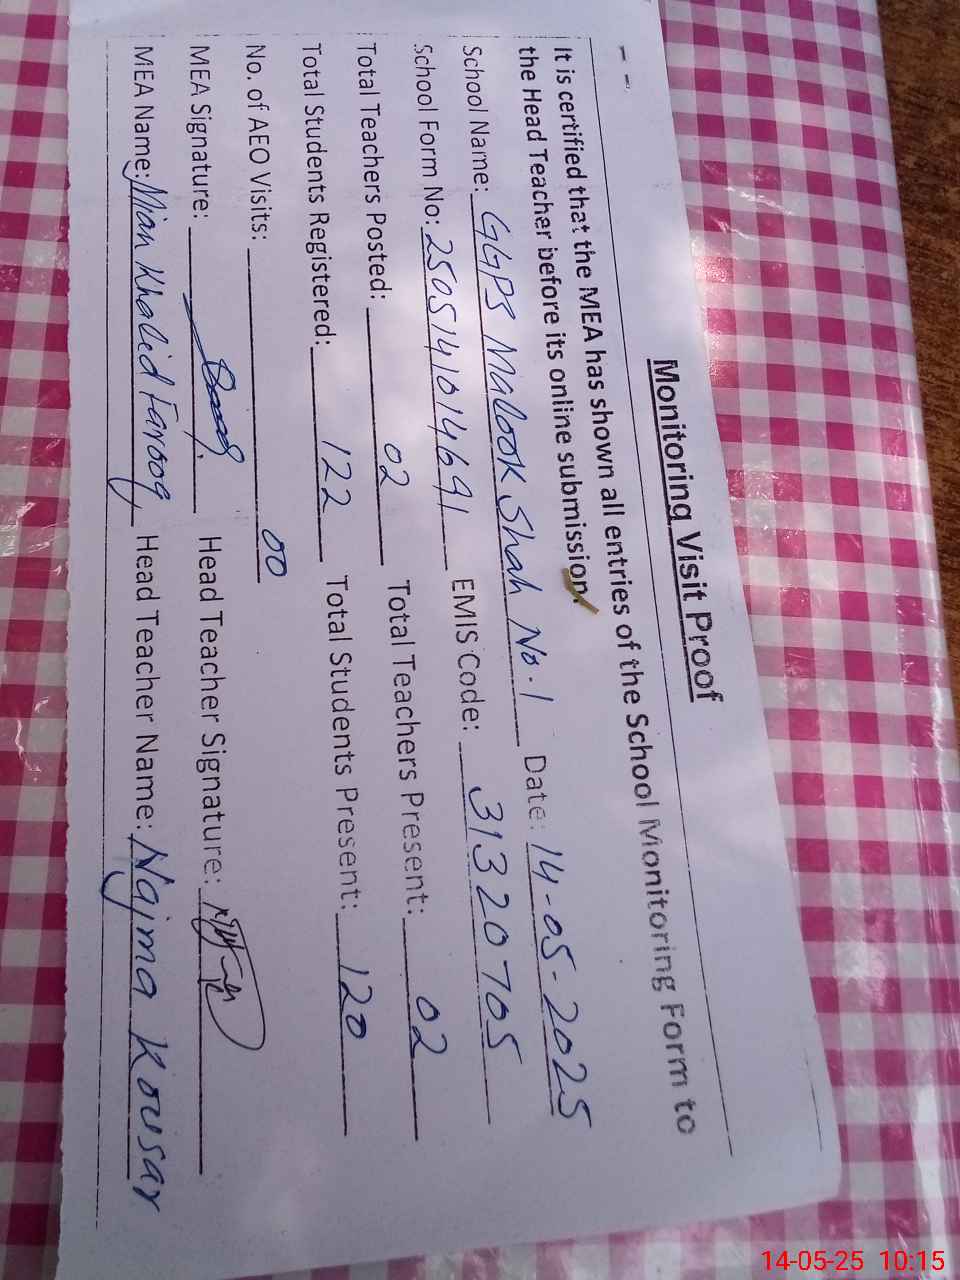 Monitoring Visit Proof
It is certified that the MEA has shown all entries of the School Monitoring Form to
the Head Teacher before its online submission.
School Name: GGPS Malook Shah No.1 Date: 14-05-2025
School Form No: 2505141014691 EMIS Code: 31320705
Total Teachers Posted: 02 Total Teachers Present: 02
Total Students Registered: 122 Total Students Present: 120
No. of AEO Visits: 00
MEA Signature: Head Teacher Signature:
MEA Name: Mian Khalid Farooq Head Teacher Name: Najma Kousar
14-05-25 10:15